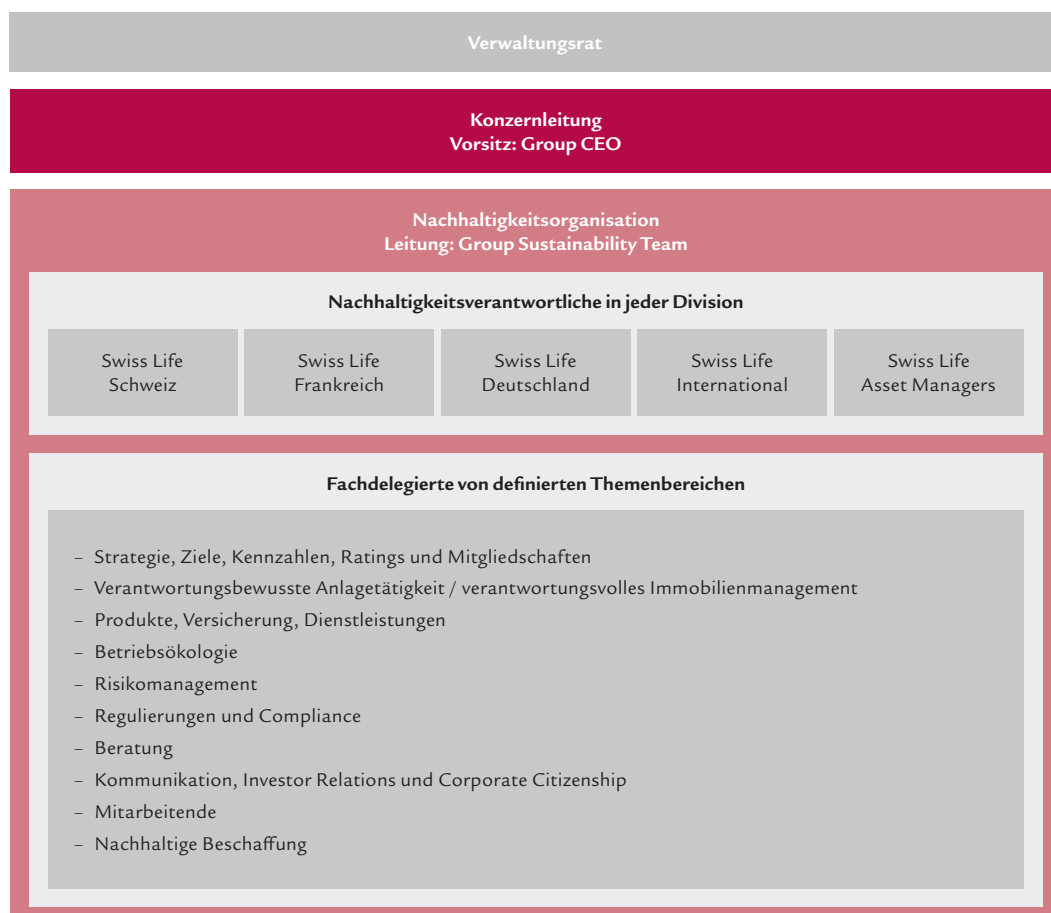 Verwaltungsrat
Konzernleitung
Vorsitz: Group CEO
Nachhaltigkeitsorganisation
Leitung: Group Sustainability Team
Nachhaltigkeitsverantwortliche in jeder Division
Swiss Life
Schweiz
Swiss Life
Frankreich
Swiss Life
Deutschland
Swiss Life
International
Swiss Life
Asset Managers
Fachdelegierte von definierten Themenbereichen
– Strategie, Ziele, Kennzahlen, Ratings und Mitgliedschaften
– Verantwortungsbewusste Anlagetätigkeit / verantwortungsvolles Immobilienmanagement
– Produkte, Versicherung, Dienstleistungen
– Betriebsökologie
– Risikomanagement
– Regulierungen und Compliance
– Beratung
– Kommunikation, Investor Relations und Corporate Citizenship
– Mitarbeitende
– Nachhaltige Beschaffung